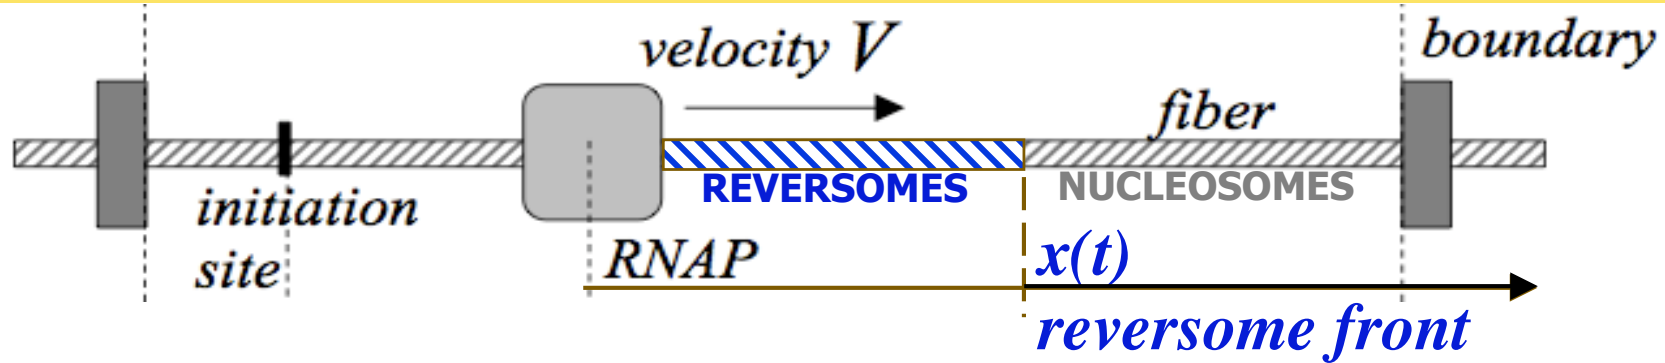 velocity V
boundary
fiber
REVERSOMES
NUCLEOSOMES
initiation
site
RNAP
x(t)
reversome front